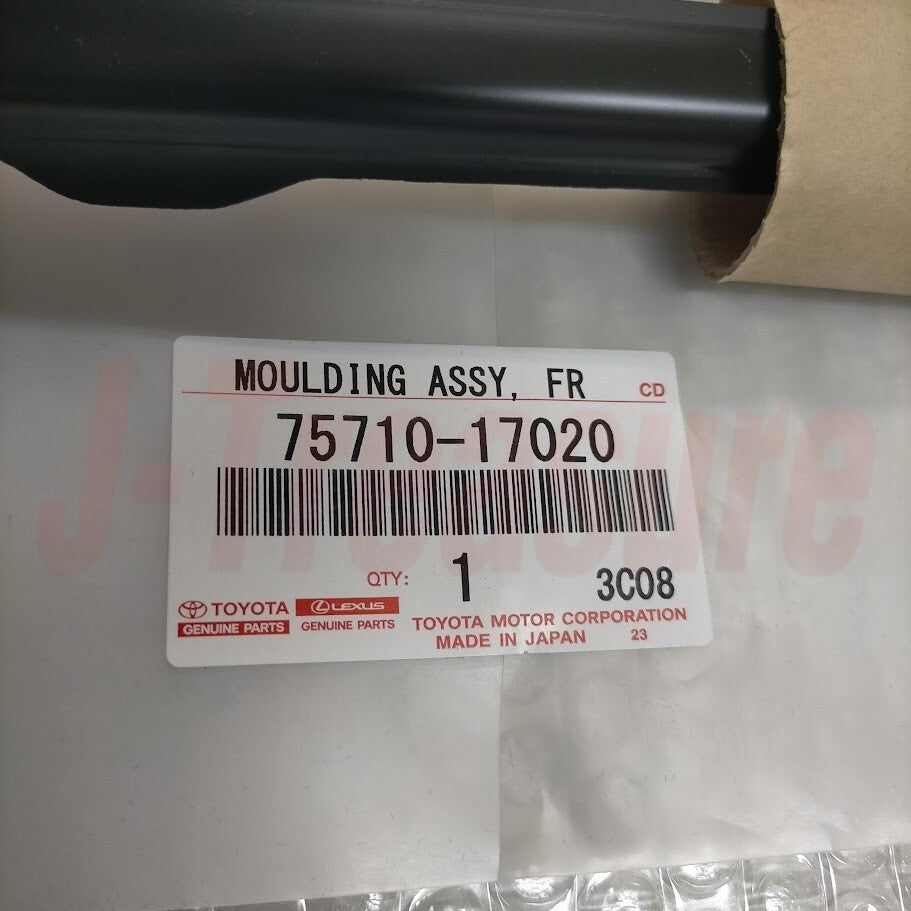 MOULDING ASSY, FR
CD
75710-17020
QTY: 1
3C08
TOYOTA
GENUINE PARTS
LEXUS
GENUINE PARTS
TOYOTA MOTOR CORPORATION
MADE IN JAPAN 23
J-Treasure